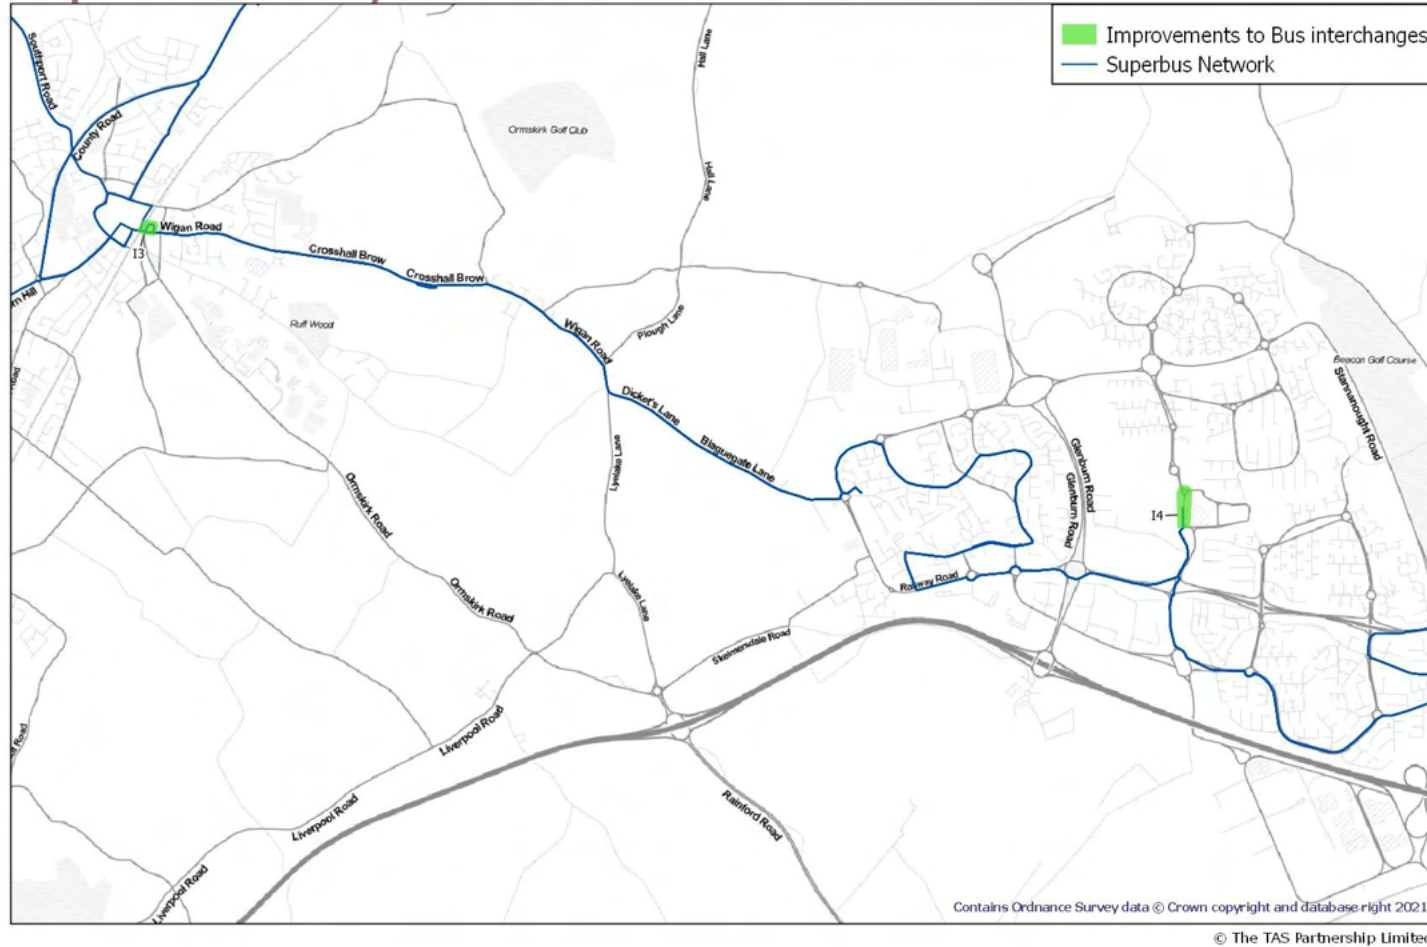 Improvements to Bus interchanges
Superbus Network
Southport Road
County Road
Hall Lane
Ormskirk Golf Club
Hall Lane
Wigan Road
I3
Crosshall Brow
Crosshall Brow
Ruff Wood
Wigan Road
Plough Lane
Beacon Golf Course
Stannanought Road
Dicket's Lane
Blaguegate Lane
Lyelake Lane
Glenburn Road
Glenburn Road
I4
Ormskirk Road
Ormskirk Road
Lyelake Lane
Railway Road
Skelmersdale Road
Liverpool Road
Liverpool Road
Rainford Road
Liverpool Road
Contains Ordnance Survey data © Crown copyright and database right 2021
© The TAS Partnership Limited